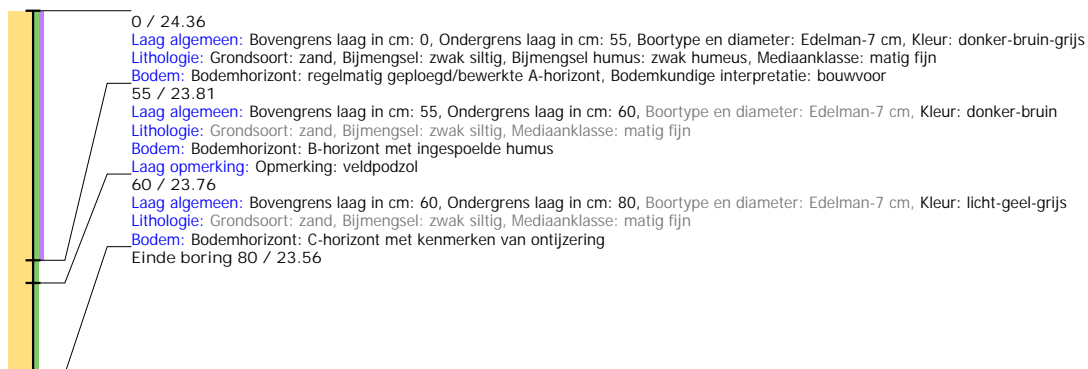 0 / 24.36
Laag algemeen: Bovengrens laag in cm: 0, Ondergrens laag in cm: 55, Boortype en diameter: Edelman-7 cm, Kleur: donker-bruin-grijs
Lithologie: Grondsoort: zand, Bijmengsel: zwak siltig, Bijmengsel humus: zwak humeus, Mediaanklasse: matig fijn
Bodem: Bodemhorizont: regelmatig geploegd/bewerkte A-horizont, Bodemkundige interpretatie: bouwvoor
55 / 23.81
Laag algemeen: Bovengrens laag in cm: 55, Ondergrens laag in cm: 60, Boortype en diameter: Edelman-7 cm, Kleur: donker-bruin
Lithologie: Grondsoort: zand, Bijmengsel: zwak siltig, Mediaanklasse: matig fijn
Bodem: Bodemhorizont: B-horizont met ingespoelde humus
Laag opmerking: Opmerking: veldpodzol
60 / 23.76
Laag algemeen: Bovengrens laag in cm: 60, Ondergrens laag in cm: 80, Boortype en diameter: Edelman-7 cm, Kleur: licht-geel-grijs
Lithologie: Grondsoort: zand, Bijmengsel: zwak siltig, Mediaanklasse: matig fijn
Bodem: Bodemhorizont: C-horizont met kenmerken van ontijzering
Einde boring 80 / 23.56